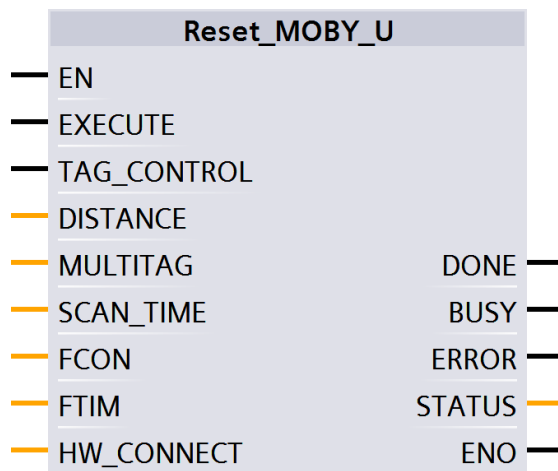 Reset_MOBY_U
EN
EXECUTE
TAG_CONTROL
DISTANCE
MULTITAG DONE
SCAN_TIME BUSY
FCON ERROR
FTIM STATUS
HW_CONNECT ENO